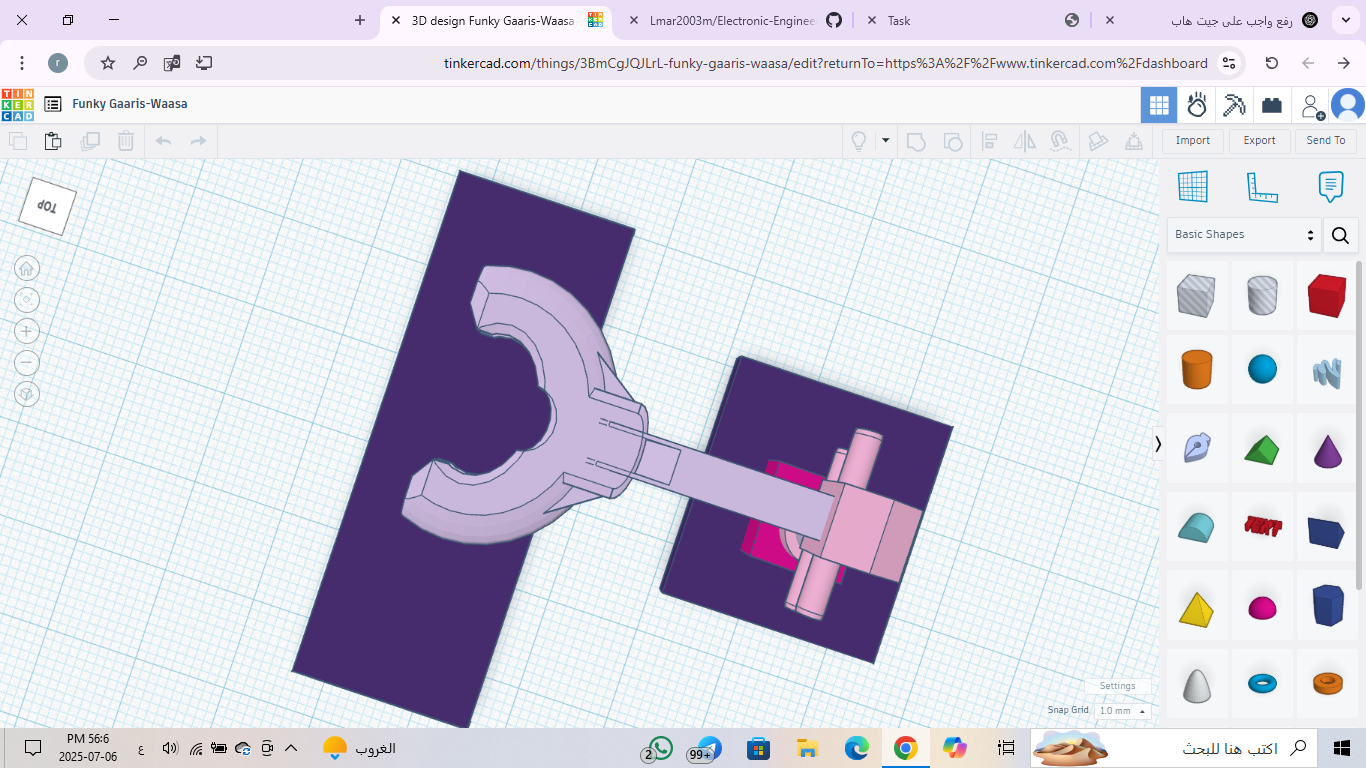 3D design Funky Gaaris-Waasa
Lmar2003m/Electronic-Enginee
Task
رفع واجب على جيت هاب
r
tinkercad.com/things/3BmCgJQJLrL-funky-gaaris-waasa/edit?returnTo=https%3A%2F%2Fwww.tinkercad.com%2Fdashboard
TIN
KER
CAD
Funky Gaaris-Waasa
Import
Export
Send To
TOP
Basic Shapes
TEXT
Settings
Snap Grid
1.0 mm
PM 56:6
2025-07-06
ع
الغروب
2
99+
اكتب هنا للبحث